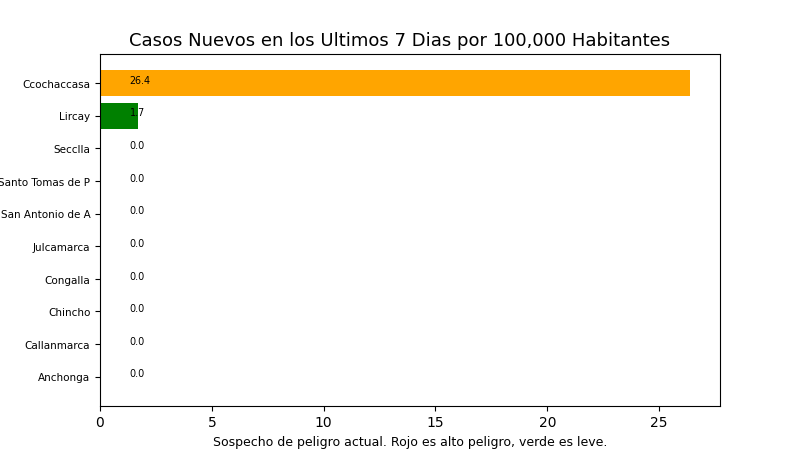 Casos Nuevos en los Ultimos 7 Dias por 100,000 Habitantes
Ccochaccasa 26.4
Lircay 1.7
Secclla 0.0
Santo Tomas de P 0.0
San Antonio de A 0.0
Julcamarca 0.0
Congalla 0.0
Chincho 0.0
Callanmarca 0.0
Anchonga 0.0
0 5 10 15 20 25
Sospecho de peligro actual. Rojo es alto peligro, verde es leve.